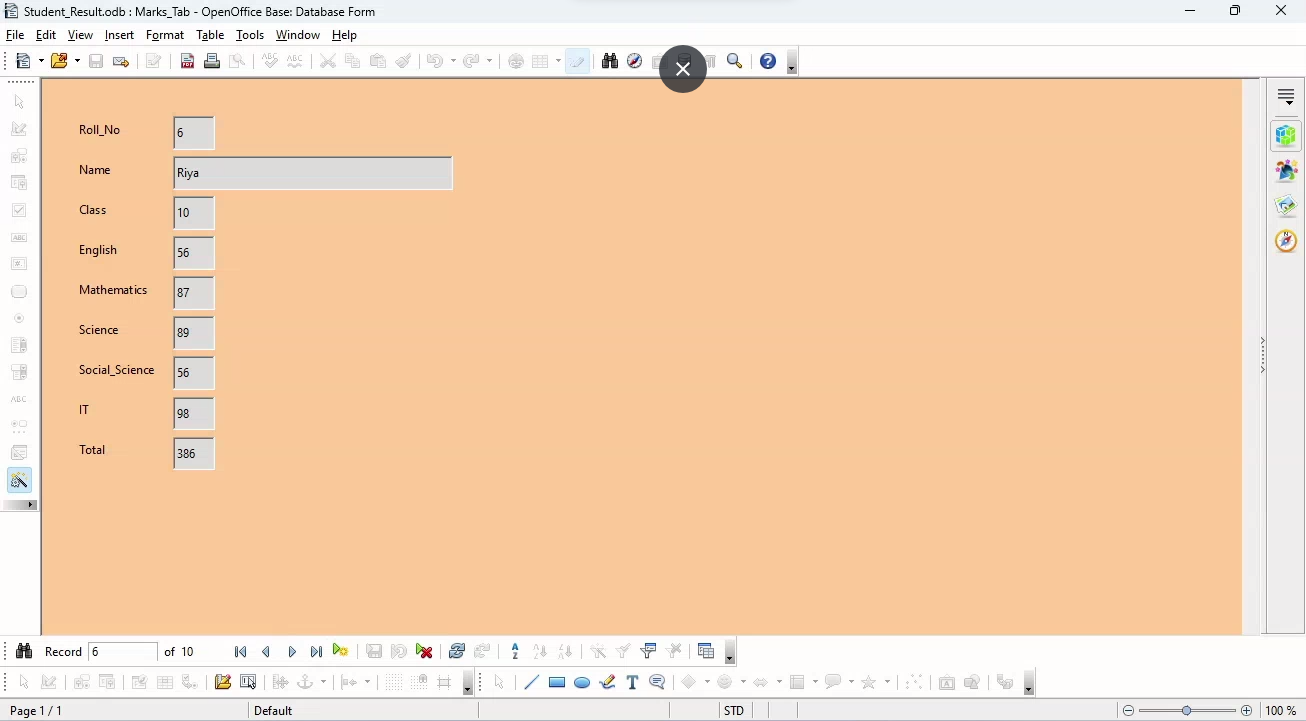 Student_Result.odb : Marks_Tab - OpenOffice Base: Database Form
File Edit View Insert Format Table Tools Window Help
Roll_No 6
Name Riya
Class 10
English 56
Mathematics 87
Science 89
Social_Science 56
IT 98
Total 386
Record 6 of 10
Page 1 / 1 Default STD 100 %